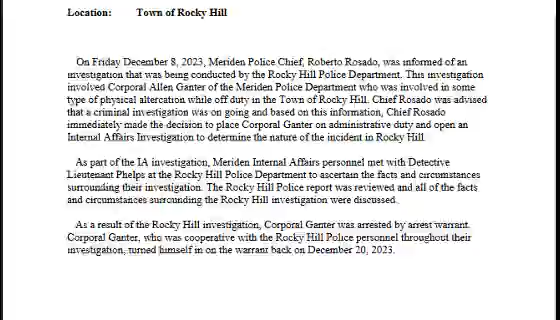 Location: Town of Rocky Hill
On Friday December 8, 2023, Meriden Police Chief, Roberto Rosado, was informed of an
investigation that was being conducted by the Rocky Hill Police Department. This investigation
involved Corporal Allen Ganter of the Meriden Police Department who was involved in some
type of physical altercation while off duty in the Town of Rocky Hill. Chief Rosado was advised
that a criminal investigation was on going and based on this information, Chief Rosado
immediately made the decision to place Corporal Ganter on administrative duty and open an
Internal Affairs Investigation to determine the nature of the incident in Rocky Hill.
As part of the IA investigation, Meriden Internal Affairs personnel met with Detective
Lieutenant Phelps at the Rocky Hill Police Department to ascertain the facts and circumstances
surrounding their investigation. The Rocky Hill Police report was reviewed and all of the facts
and circumstances surrounding the Rocky Hill investigation were discussed.
As a result of the Rocky Hill investigation, Corporal Ganter was arrested by arrest warrant.
Corporal Ganter, who was cooperative with the Rocky Hill Police personnel throughout their
investigation, turned himself in on the warrant back on December 20, 2023.